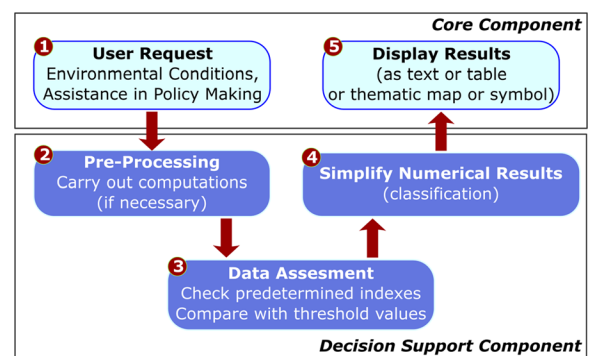 Core Component
1
User Request
Environmental Conditions,
Assistance in Policy Making
5
Display Results
(as text or table
or thematic map or symbol)
2
Pre-Processing
Carry out computations
(if necessary)
4
Simplify Numerical Results
(classification)
3
Data Assesment
Check predetermined indexes
Compare with threshold values
Decision Support Component